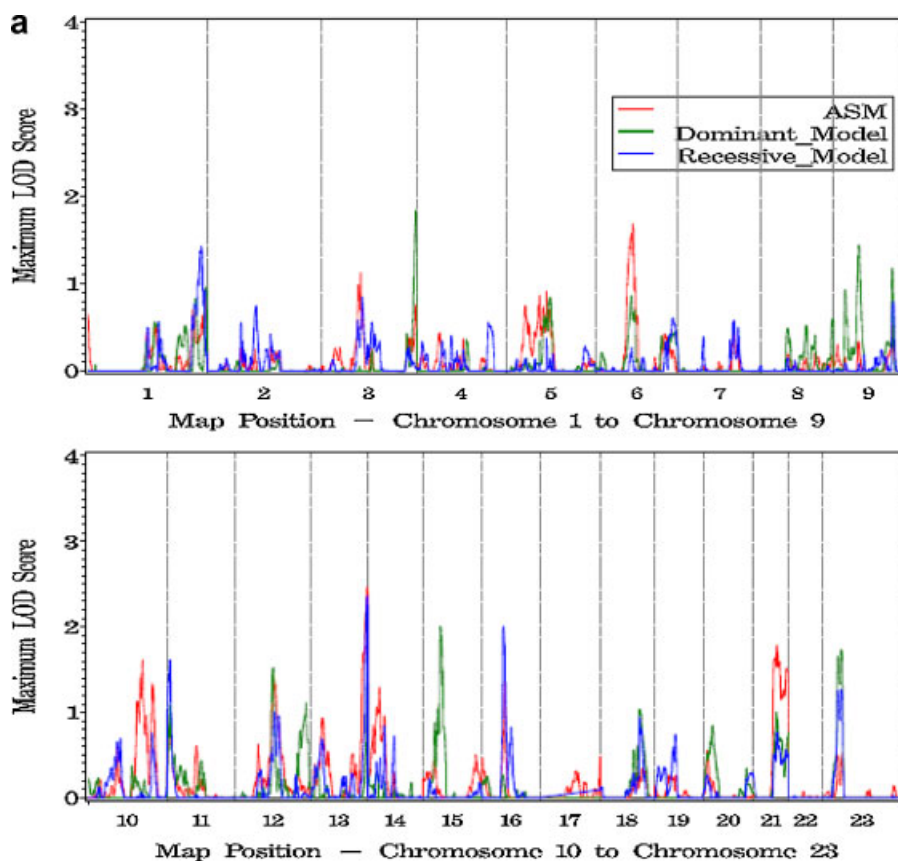 a
4
3
2
1
0
Maximum LOD Score
ASM
Dominant_Model
Recessive_Model
1 2 3 4 5 6 7 8 9
Map Position — Chromosome 1 to Chromosome 9
4
3
2
1
0
Maximum LOD Score
10 11 12 13 14 15 16 17 18 19 20 21 22 23
Map Position — Chromosome 10 to Chromosome 23